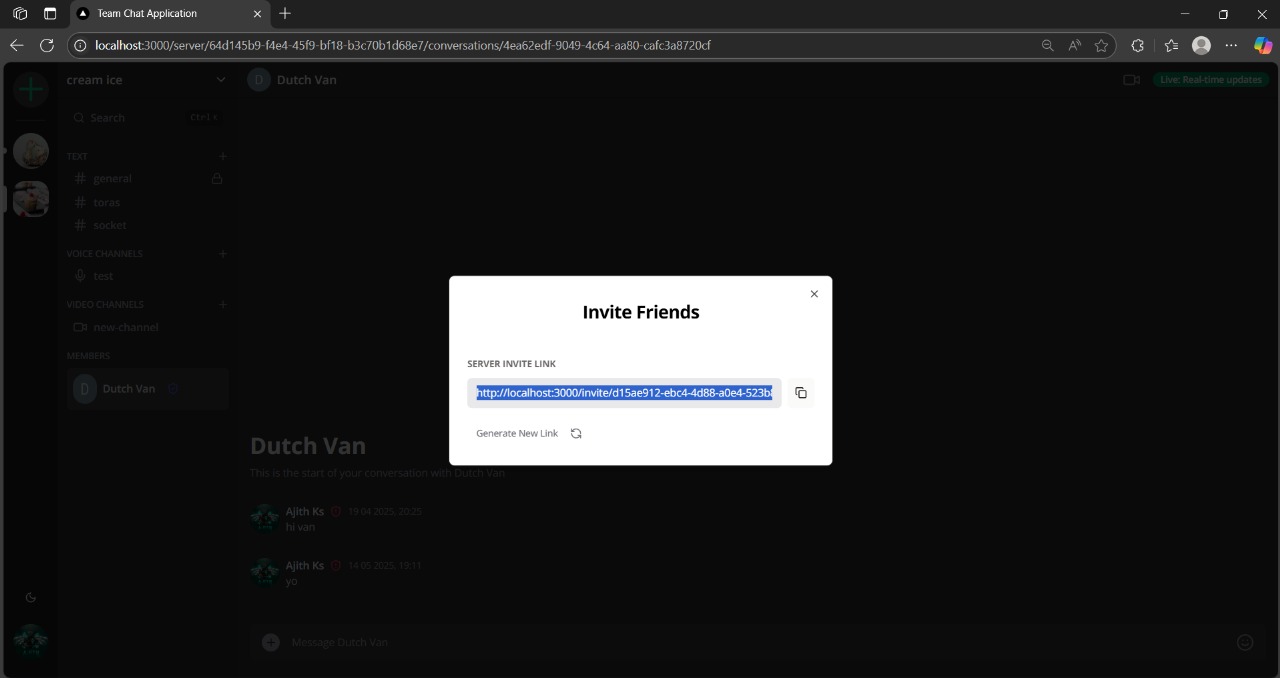 Team Chat Application
localhost:3000/server/64d145b9-f4e4-45f9-bf18-b3c70b1d68e7/conversations/4ea62edf-9049-4c64-aa80-cafc3a8720cf
cream ice
D Dutch Van
Live: Real-time updates
Search Ctrl K
TEXT
general
toras
socket
VOICE CHANNELS
test
VIDEO CHANNELS
new-channel
MEMBERS
D Dutch Van
Invite Friends
SERVER INVITE LINK
http://localhost:3000/invite/d15ae912-ebc4-4d88-a0e4-523b
Generate New Link
Dutch Van
This is the start of your conversation with Dutch Van
Ajith Ks 19 04 2025, 20:25
hi van
Ajith Ks 14 05 2025, 19:11
yo
Message Dutch Van